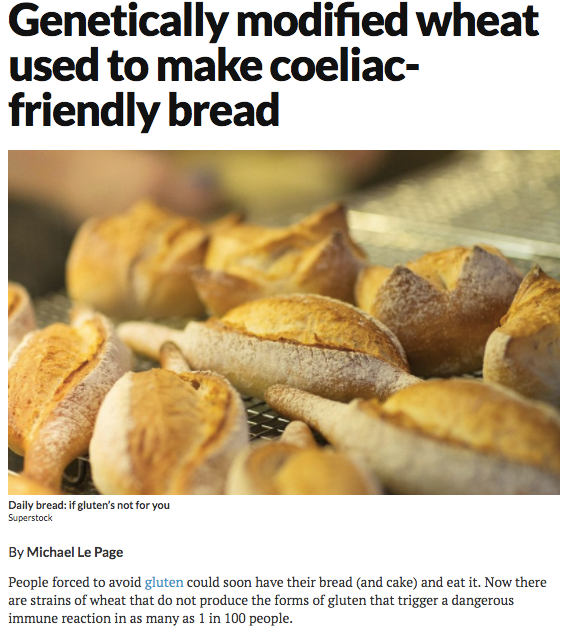 Genetically modified wheat
used to make coeliac-
friendly bread
Daily bread: if gluten's not for you
Superstock
By Michael Le Page
People forced to avoid gluten could soon have their bread (and cake) and eat it. Now there
are strains of wheat that do not produce the forms of gluten that trigger a dangerous
immune reaction in as many as 1 in 100 people.